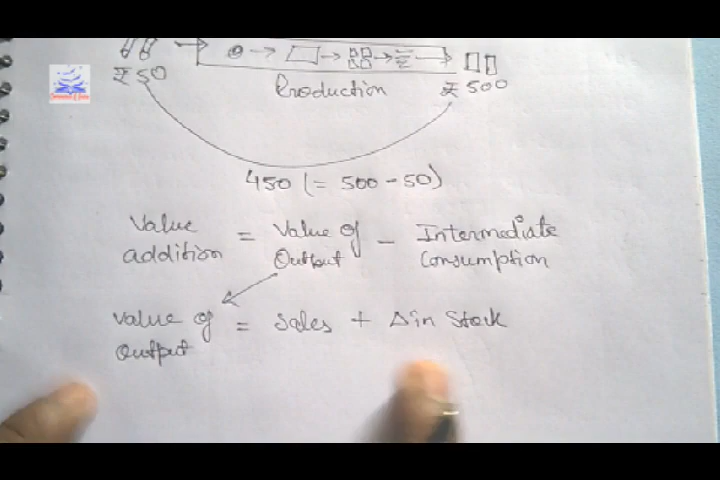 ₹50
Production
₹500
450 (= 500 - 50)
Value addition = Value of Output - Intermediate Consumption
Value of Output = Sales + Δ in Stock